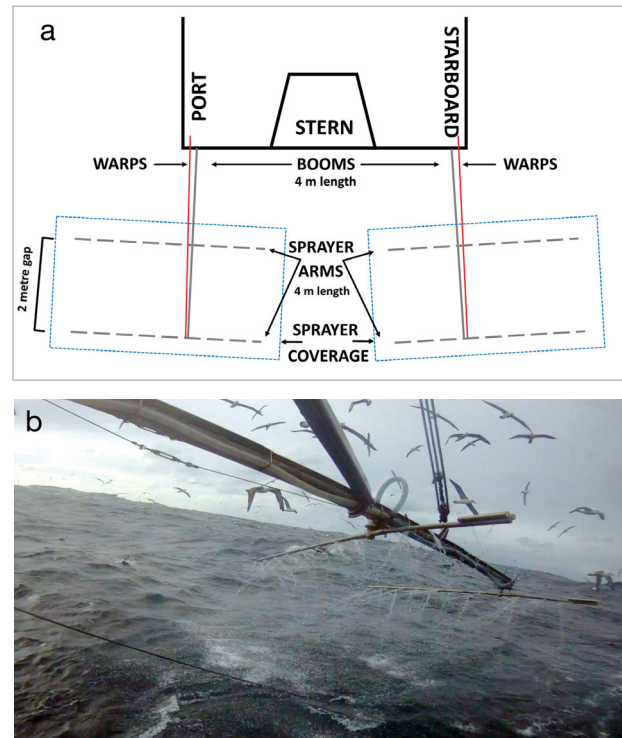 a
PORT
STARBOARD
STERN
WARPS
BOOMS
WARPS
4 m length
2 metre gap
SPRAYER
ARMS
4 m length
SPRAYER
COVERAGE
b